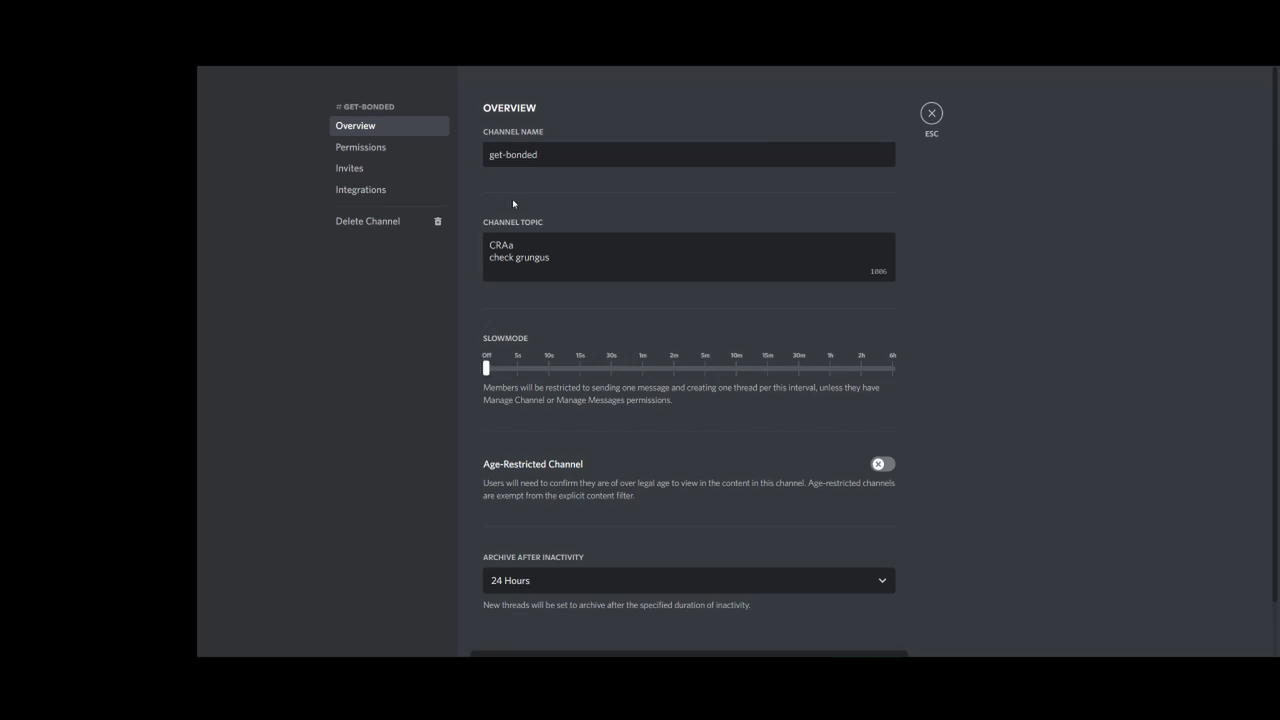 # GET-BONDED
Overview
Permissions
Invites
Integrations
Delete Channel
OVERVIEW
ESC
CHANNEL NAME
get-bonded
CHANNEL TOPIC
CRAa
check grungus
1006
SLOWMODE
Off 5s 10s 15s 30s 1m 2m 5m 10m 15m 30m 1h 2h 6h
Members will be restricted to sending one message and creating one thread per this interval, unless they have
Manage Channel or Manage Messages permissions.
Age-Restricted Channel
Users will need to confirm they are of over legal age to view in the content in this channel. Age-restricted channels
are exempt from the explicit content filter.
ARCHIVE AFTER INACTIVITY
24 Hours
New threads will be set to archive after the specified duration of inactivity.